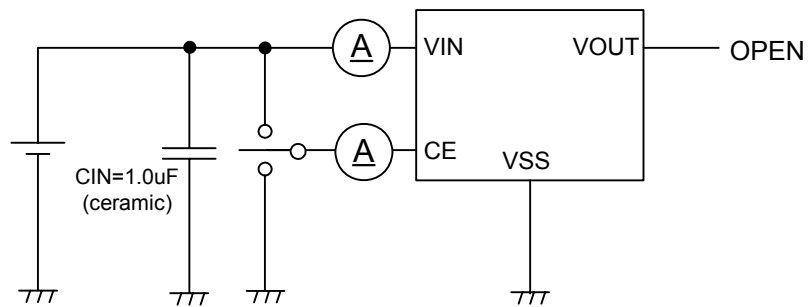 A
VIN
VOUT
OPEN
A
CE
VSS
CIN=1.0uF
(ceramic)